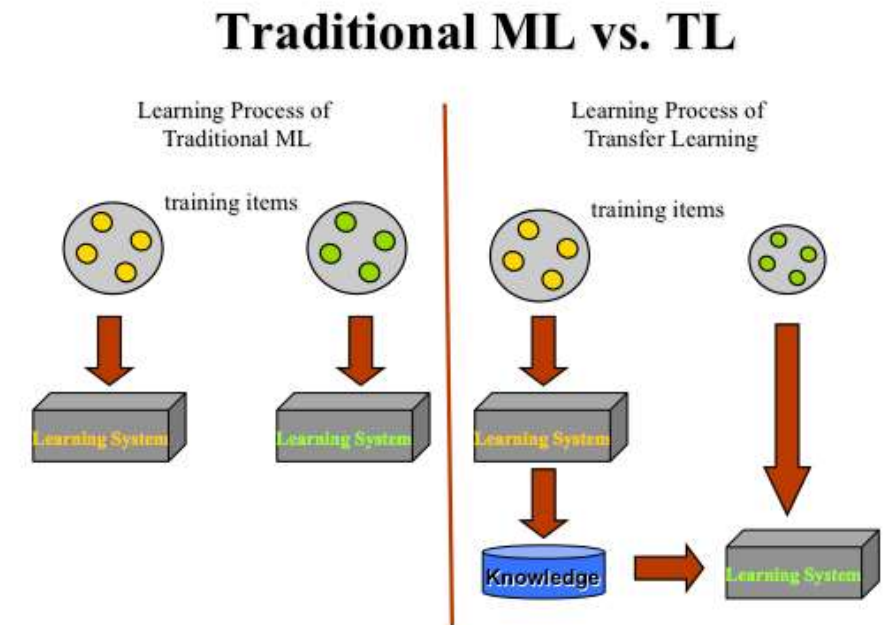 Traditional ML vs. TL
Learning Process of
Traditional ML
training items
Learning System
Learning System
Learning Process of
Transfer Learning
training items
Learning System
Knowledge
Learning System